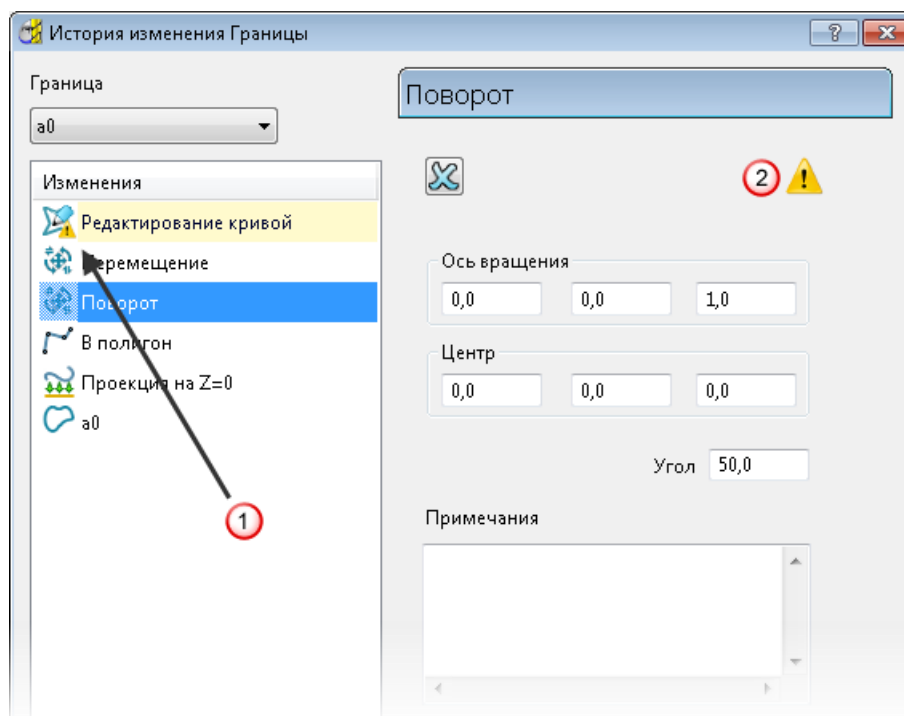 История изменения Границы
Граница
a0
Изменения
Редактирование кривой
Перемещение
Поворот
В полигон
Проекция на Z=0
a0
1
Поворот
2
Ось вращения
0,0 0,0 1,0
Центр
0,0 0,0 0,0
Угол 50,0
Примечания